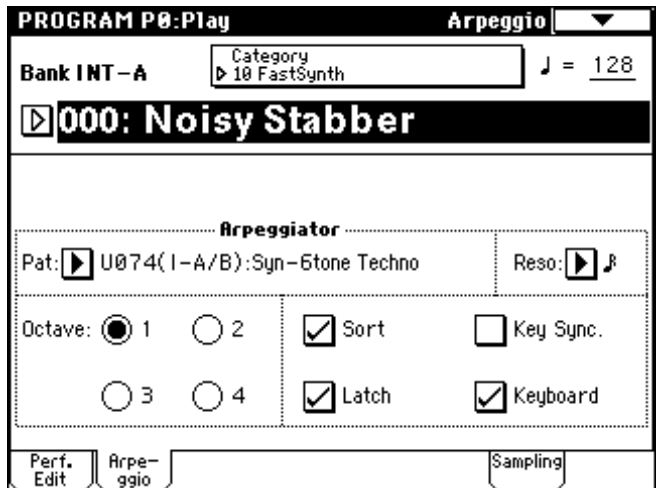 PROGRAM P0:Play Arpeggio
Category
Bank INT-A 10 FastSynth ♩ = 128
000: Noisy Stabber
Arpeggiator
Pat: U074(I-A/B):Syn-6tone Techno Reso:
Octave: 1 2 Sort Key Sync.
3 4 Latch Keyboard
Perf. Arpe- Sampling
Edit ggio